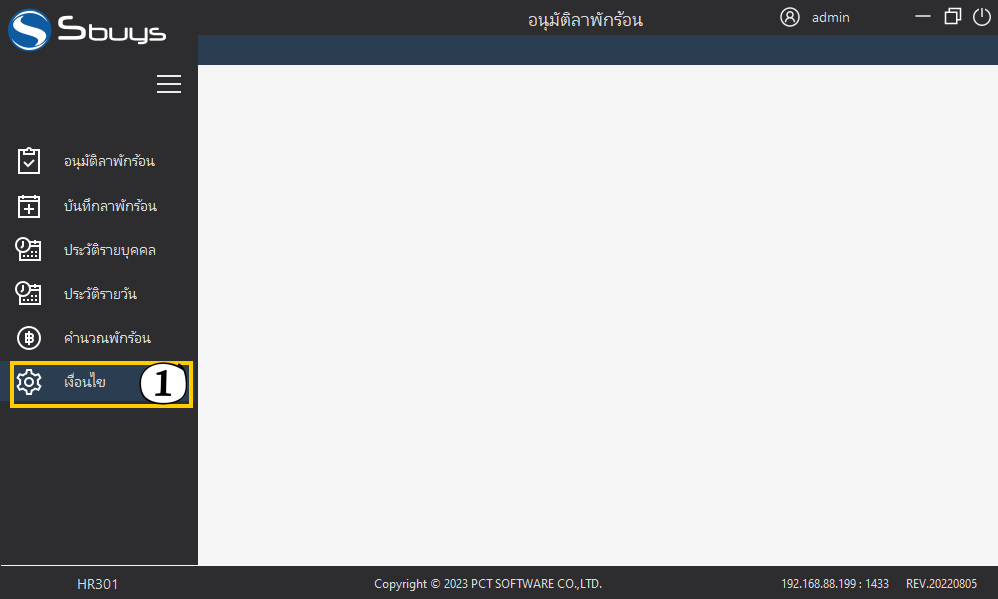 Sbuys
อนุมัติลาพักร้อน
admin
อนุมัติลาพักร้อน
บันทึกลาพักร้อน
ประวัติรายบุคคล
ประวัติรายวัน
คำนวณพักร้อน
เงื่อนไข 1
HR301
Copyright © 2023 PCT SOFTWARE CO.,LTD.
192.168.88.199 : 1433
REV.20220805